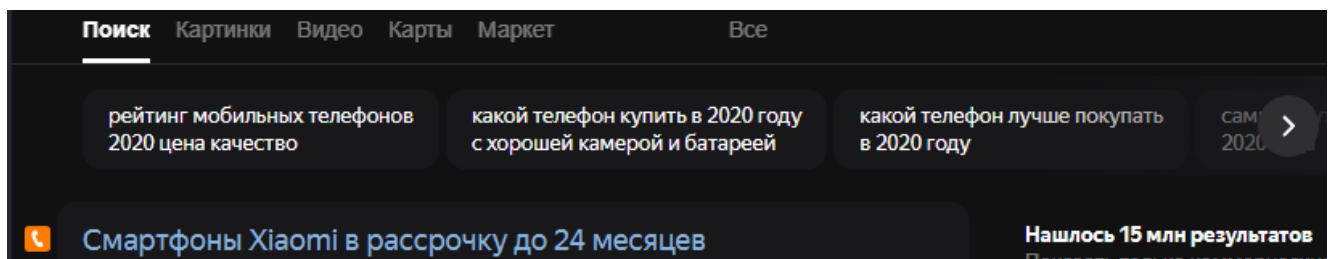 Поиск Картинки Видео Карты Маркет Все
рейтинг мобильных телефонов какой телефон купить в 2020 году какой телефон лучше покупать
2020 цена качество с хорошей камерой и батареей в 2020 году 2020
Смартфоны Xiaomi в рассрочку до 24 месяцев Нашлось 15 млн результатов